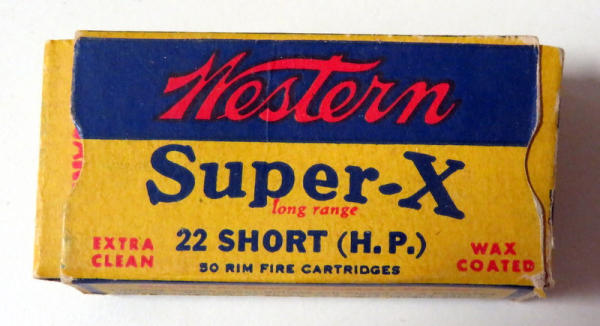 Western
Super-X
long range
22 SHORT (H.P.)
50 RIM FIRE CARTRIDGES
EXTRA
CLEAN
WAX
COATED